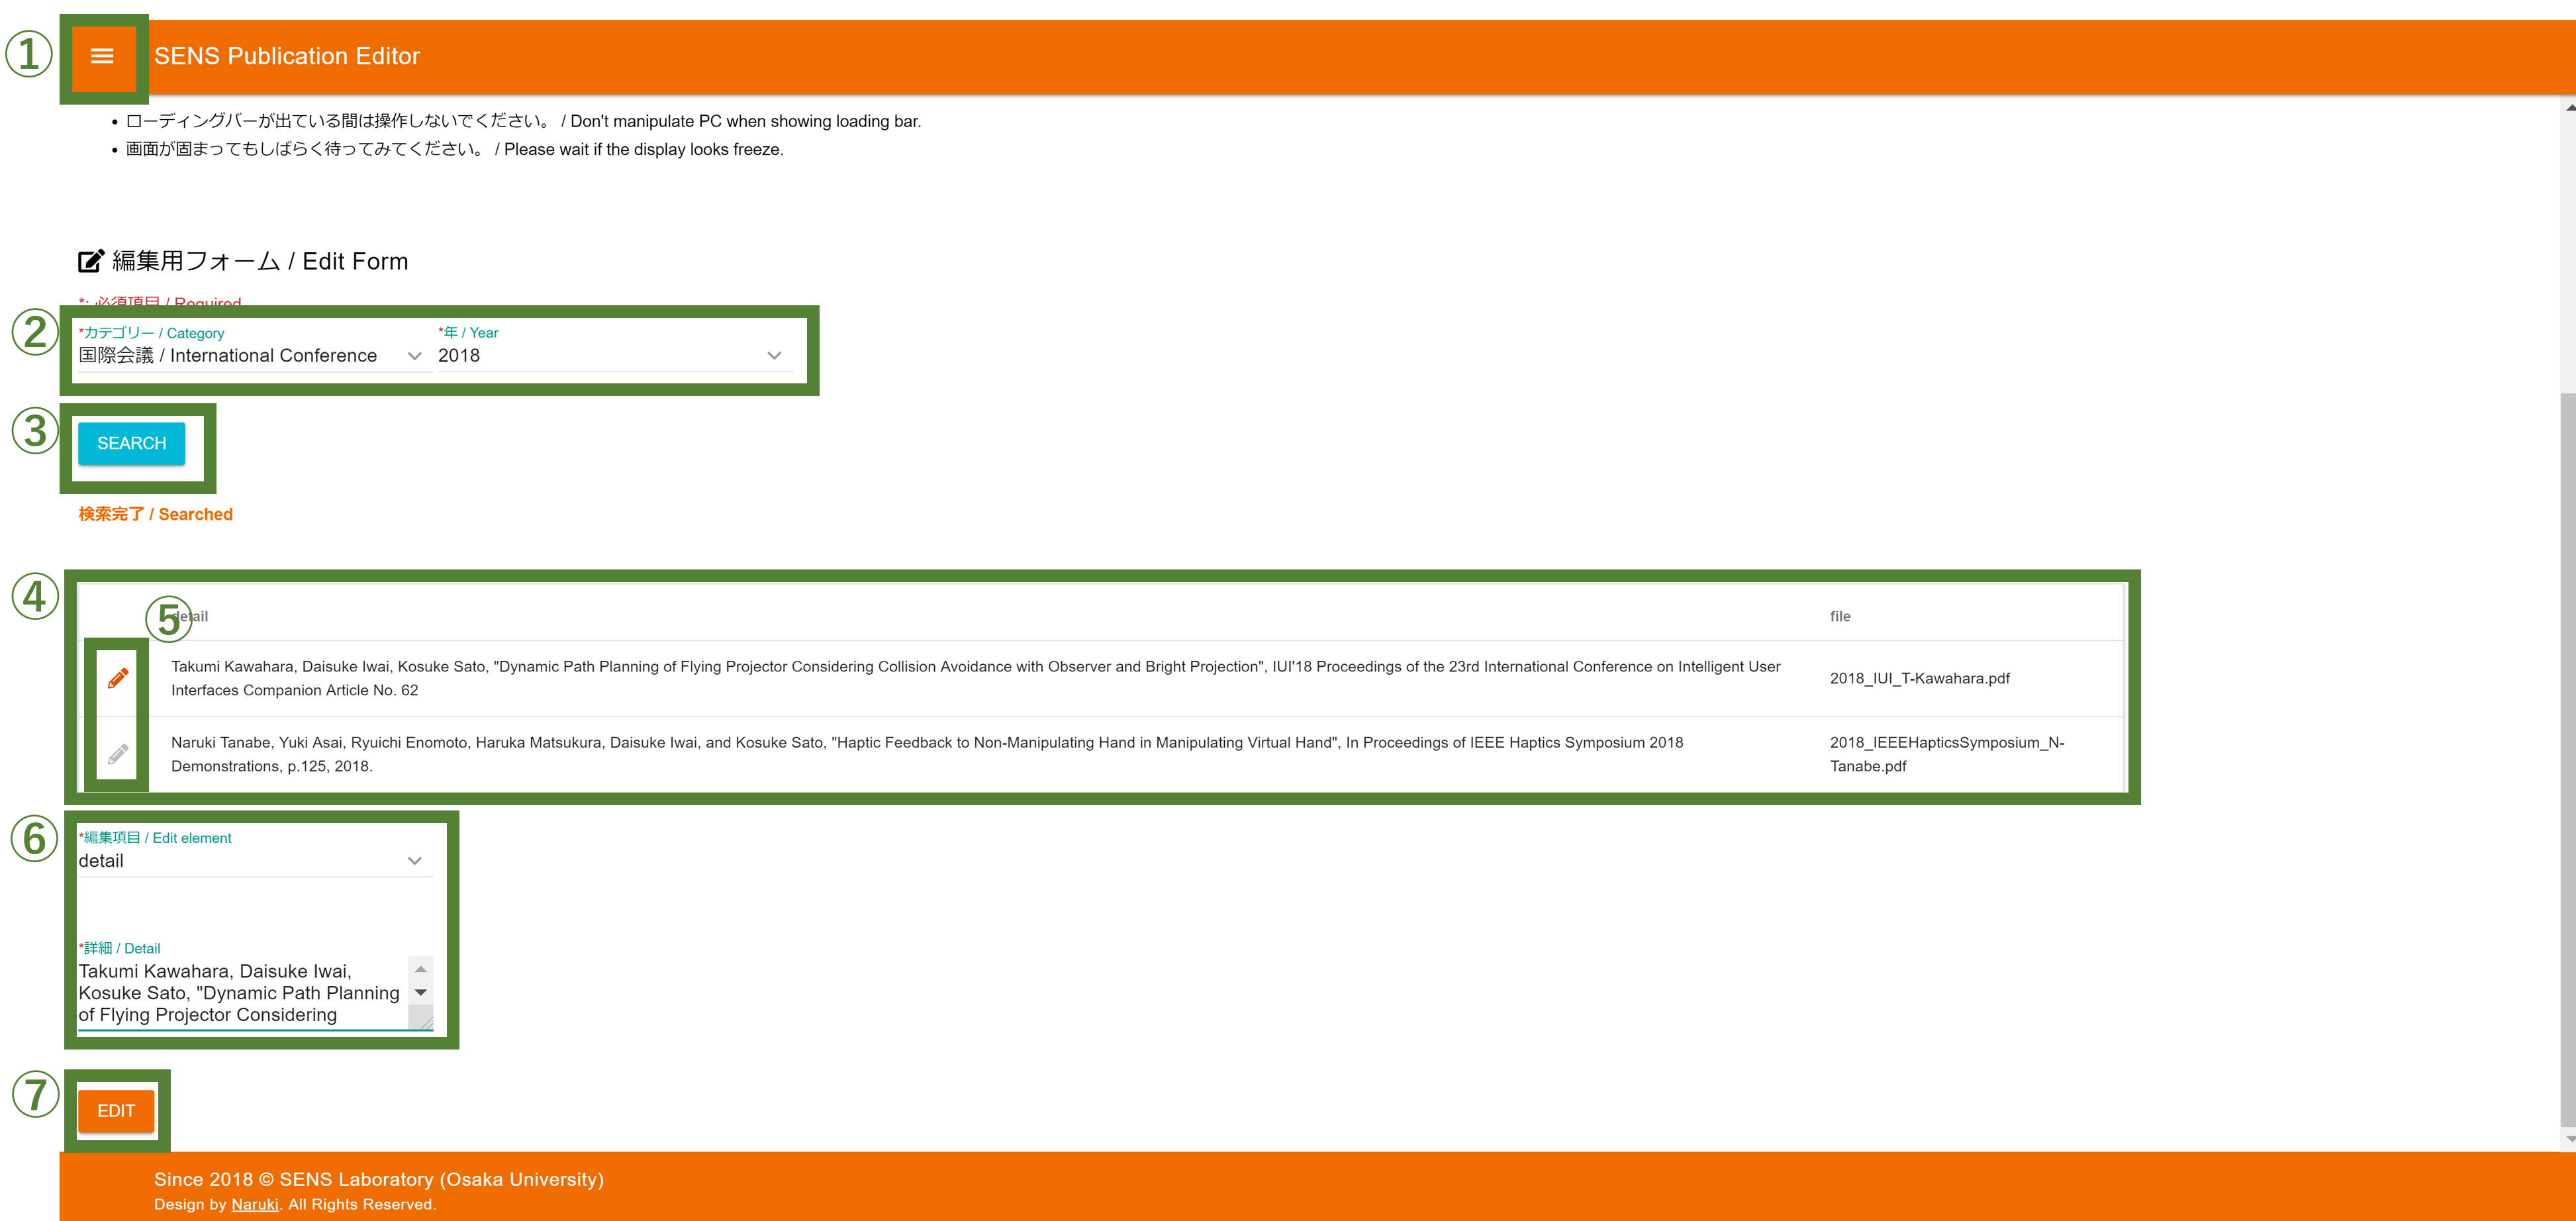 ①
SENS Publication Editor
• ローディングバーが出ている間は操作しないでください。 / Don't manipulate PC when showing loading bar.
• 画面が固まってもしばらく待ってみてください。 / Please wait if the display looks freeze.
編集用フォーム / Edit Form
*: 必須項目 / Required
②
*カテゴリー / Category
国際会議 / International Conference
*年 / Year
2018
③
SEARCH
検索完了 / Searched
④
⑤
detail
file
Takumi Kawahara, Daisuke Iwai, Kosuke Sato, "Dynamic Path Planning of Flying Projector Considering Collision Avoidance with Observer and Bright Projection", IUI'18 Proceedings of the 23rd International Conference on Intelligent User
Interfaces Companion Article No. 62
2018_IUI_T-Kawahara.pdf
Naruki Tanabe, Yuki Asai, Ryuichi Enomoto, Haruka Matsukura, Daisuke Iwai, and Kosuke Sato, "Haptic Feedback to Non-Manipulating Hand in Manipulating Virtual Hand", In Proceedings of IEEE Haptics Symposium 2018
Demonstrations, p.125, 2018.
2018_IEEEHapticsSymposium_N-
Tanabe.pdf
⑥
*編集項目 / Edit element
detail
*詳細 / Detail
Takumi Kawahara, Daisuke Iwai,
Kosuke Sato, "Dynamic Path Planning
of Flying Projector Considering
⑦
EDIT
Since 2018 © SENS Laboratory (Osaka University)
Design by Naruki. All Rights Reserved.